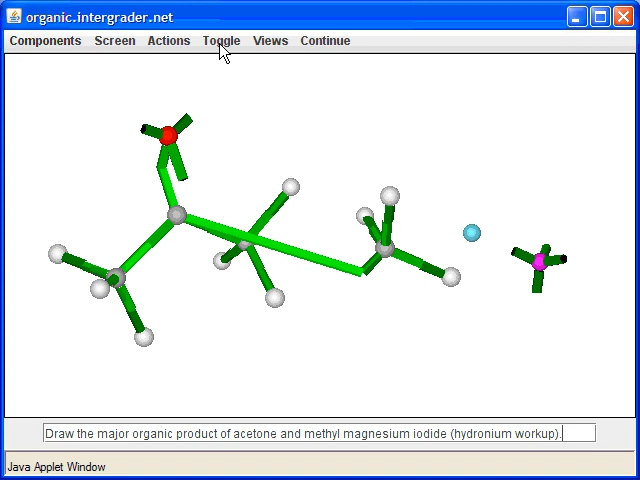 organic.intergrader.net
Components Screen Actions Toggle Views Continue
Draw the major organic product of acetone and methyl magnesium iodide (hydronium workup).
Java Applet Window